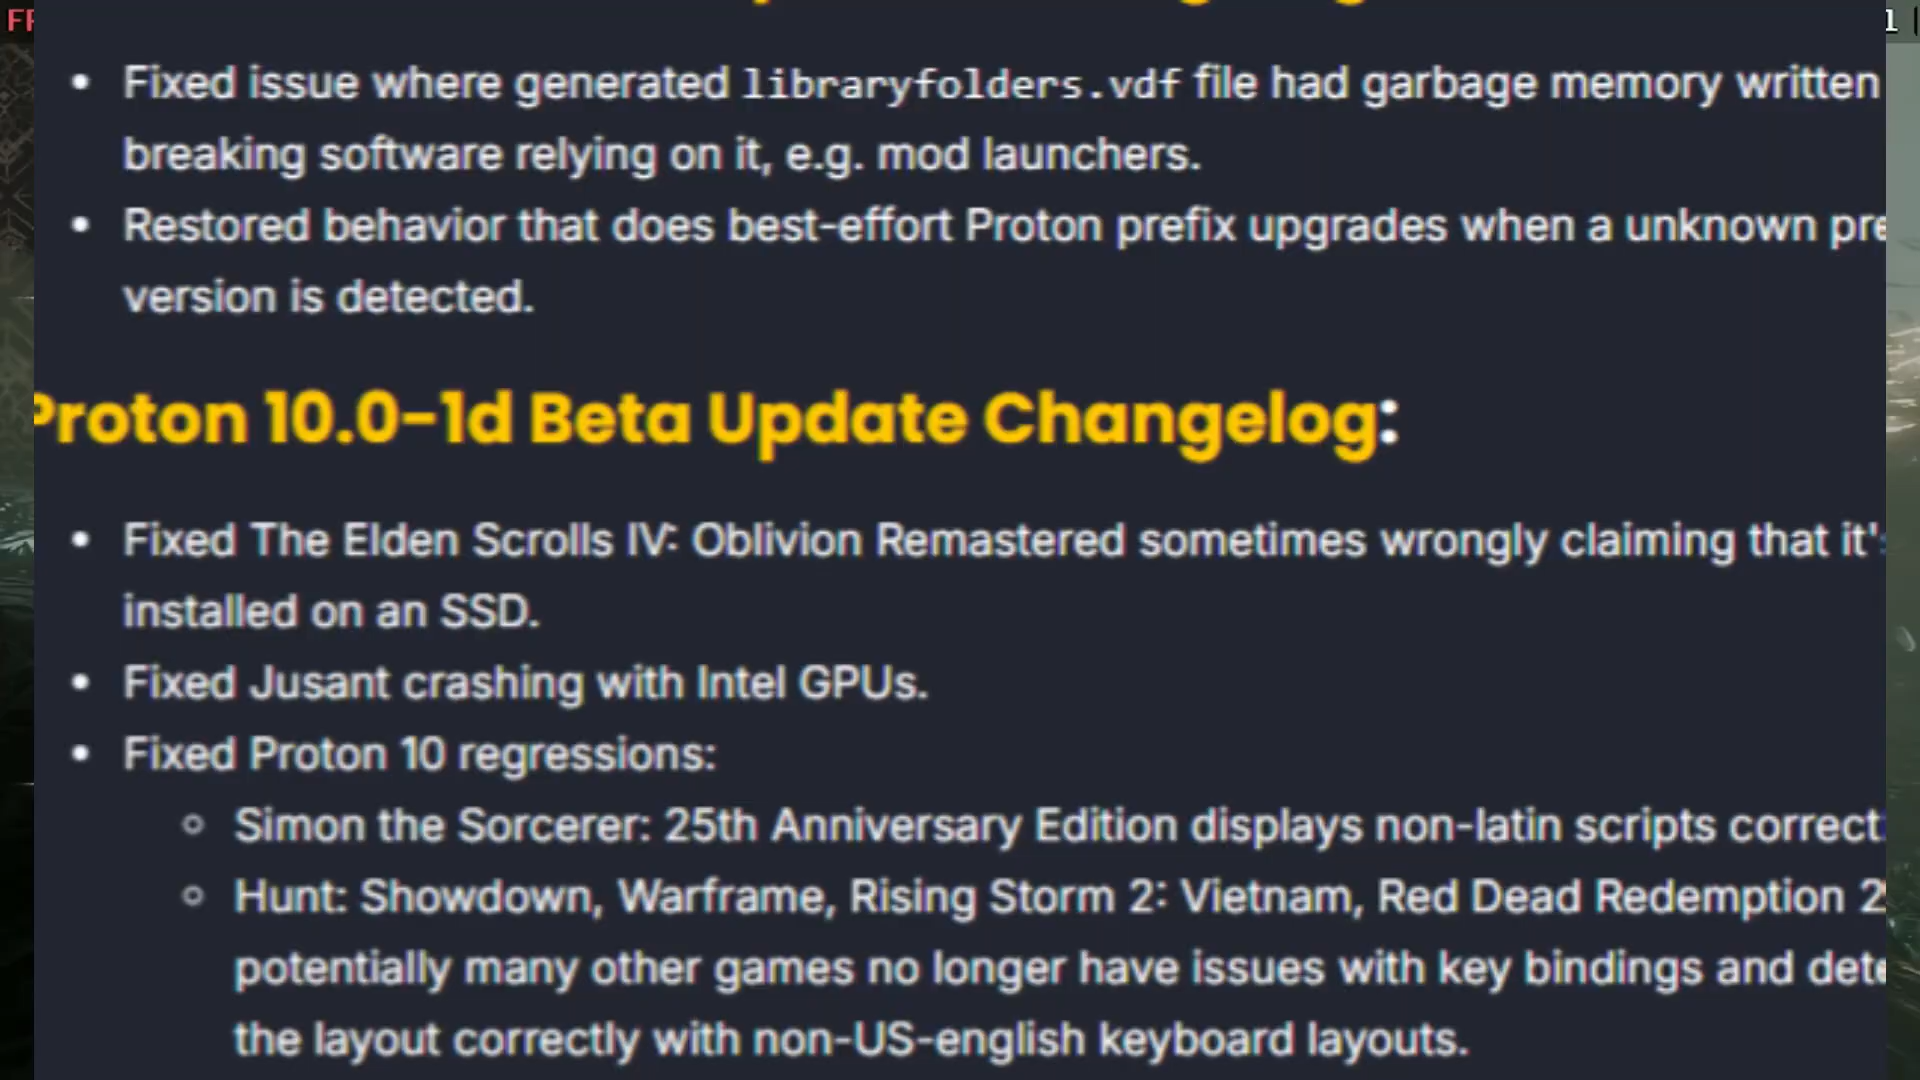 Fixed issue where generated libraryfolders.vdf file had garbage memory written
breaking software relying on it, e.g. mod launchers.
Restored behavior that does best-effort Proton prefix upgrades when a unknown
version is detected.
Proton 10.0-1d Beta Update Changelog:
Fixed The Elden Scrolls IV: Oblivion Remastered sometimes wrongly claiming that it's
installed on an SSD.
Fixed Jusant crashing with Intel GPUs.
Fixed Proton 10 regressions:
Simon the Sorcerer: 25th Anniversary Edition displays non-latin scripts
Hunt: Showdown, Warframe, Rising Storm 2: Vietnam, Red Dead Redemption 2
potentially many other games no longer have issues with key bindings and
the layout correctly with non-US-english keyboard layouts.